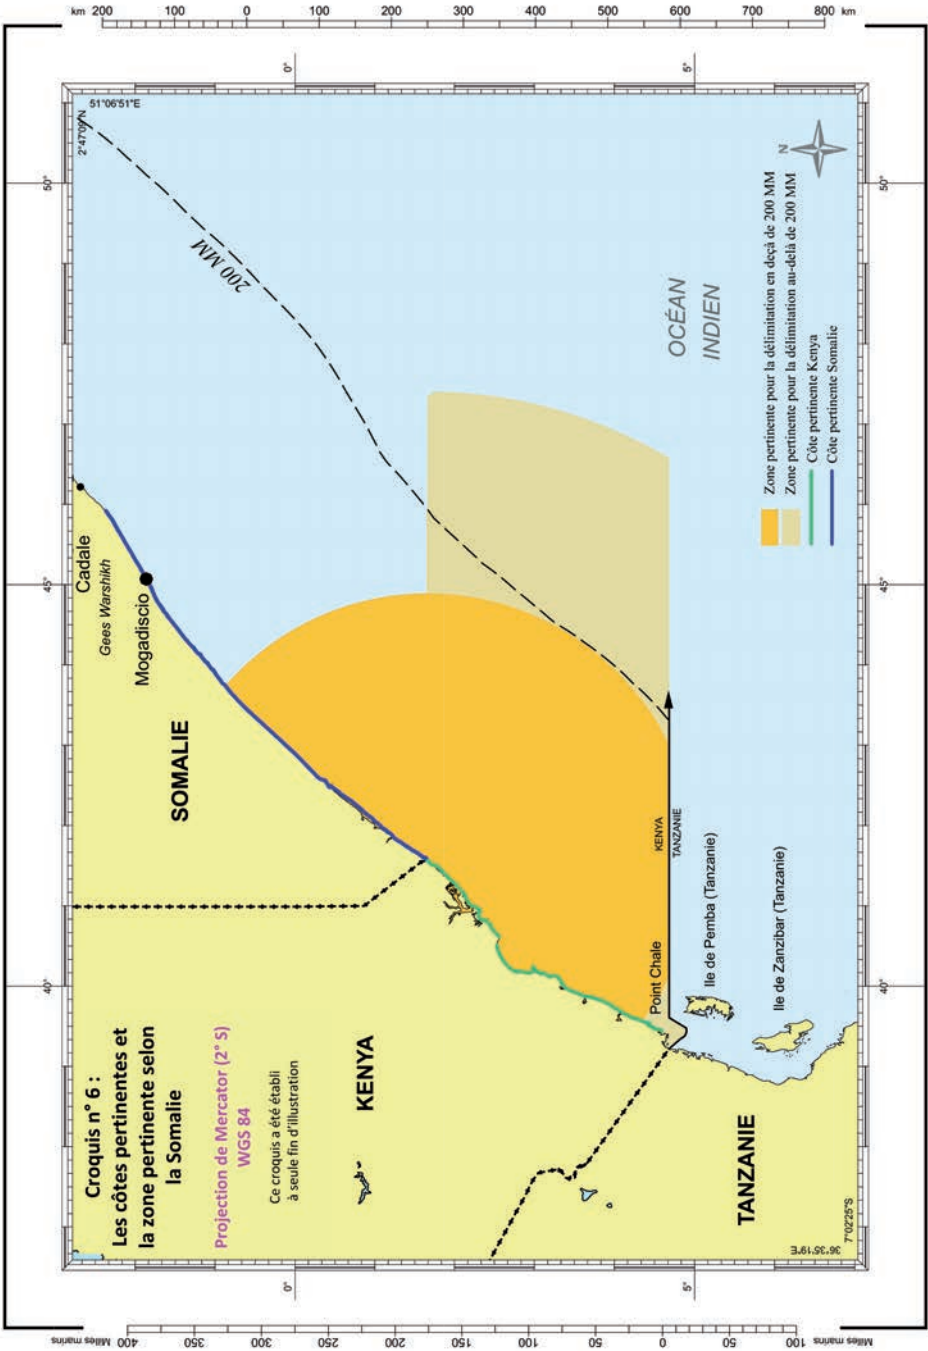 Croquis n° 6 :
Les côtes pertinentes et
la zone pertinente selon
la Somalie
Projection de Mercator (2° S)
WGS 84
Ce croquis a été établi
à seule fin d'illustration
SOMALIE
KENYA
TANZANIE
Cadale
Gees Warshikh
Mogadiscio
200 MM
OCÉAN
INDIEN
Point Chale
KENYA
TANZANIE
Ile de Pemba (Tanzanie)
Ile de Zanzibar (Tanzanie)
N
Zone pertinente pour la délimitation en deçà de 200 MM
Zone pertinente pour la délimitation au-delà de 200 MM
Côte pertinente Kenya
Côte pertinente Somalie
2°47'09"N
51°06'51"E
36°35'19"E
7°02'25"S
40°
45°
50°
40°
45°
50°
0°
5°
0°
5°
km 200 100 0 100 200 300 400 500 600 700 800 km
Milles marins 400 350 300 250 200 150 100 50 0 50 100 Milles marins